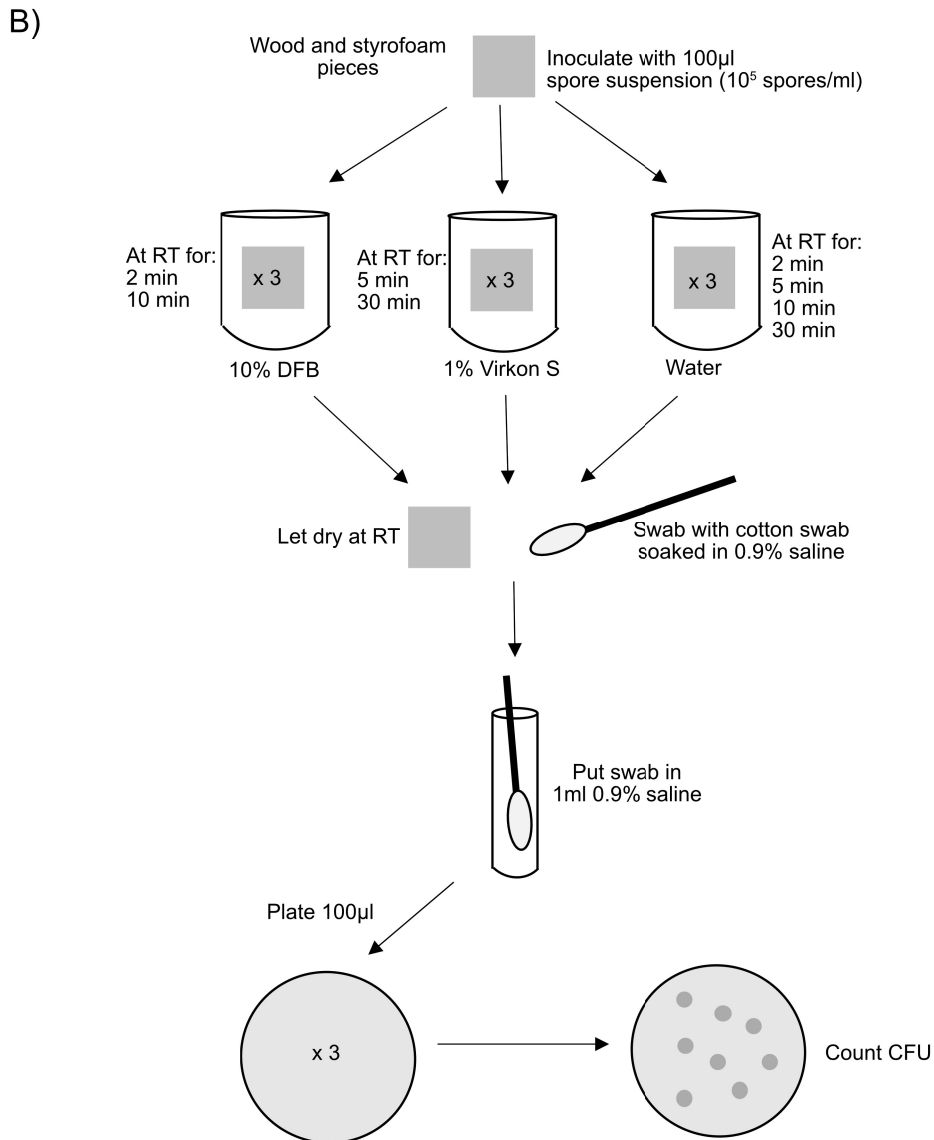 B)
Wood and styrofoam
pieces
Inoculate with 100µl
spore suspension (10⁵ spores/ml)
At RT for:
2 min
10 min
x 3
10% DFB
At RT for:
5 min
30 min
x 3
1% Virkon S
x 3
At RT for:
2 min
5 min
10 min
30 min
Water
Let dry at RT
Swab with cotton swab
soaked in 0.9% saline
Put swab in
1ml 0.9% saline
Plate 100µl
x 3
Count CFU